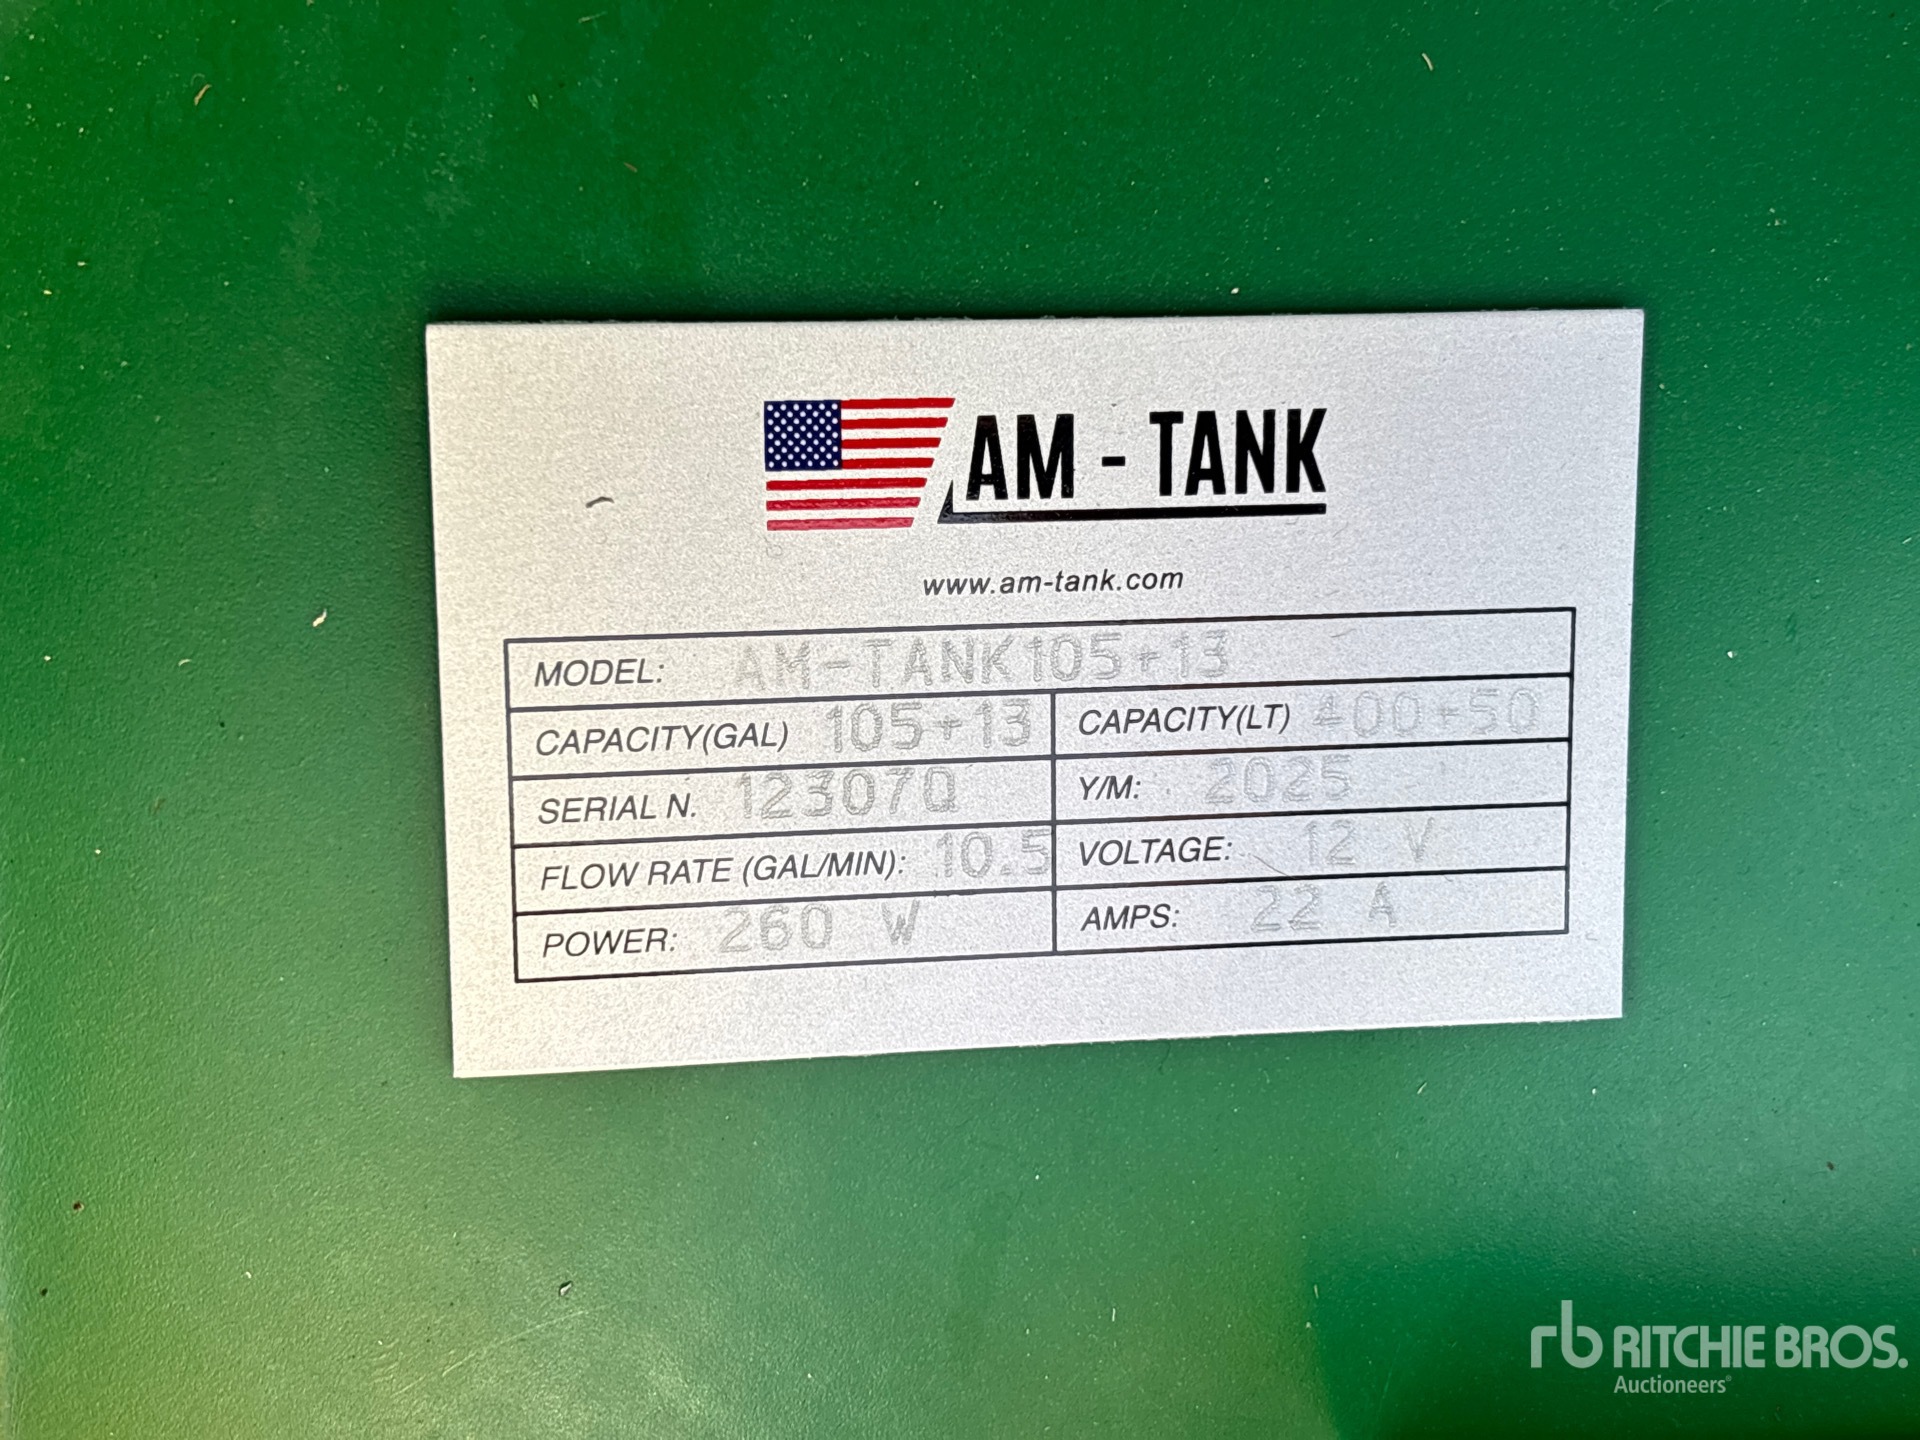 AM - TANK
www.am-tank.com
MODEL: AM-TANK105+13
CAPACITY(GAL) 105+13 CAPACITY(LT) 400+50
SERIAL N. 123070 Y/M: 2025
FLOW RATE (GAL/MIN): 10.5 VOLTAGE: 12 V
POWER: 260 W AMPS: 22 A
rb RITCHIE BROS.
Auctioneers